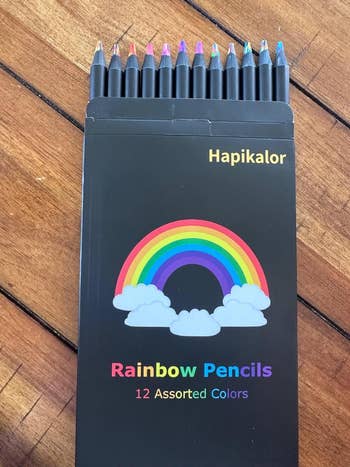 Hapikalor
Rainbow Pencils
12 Assorted Colors